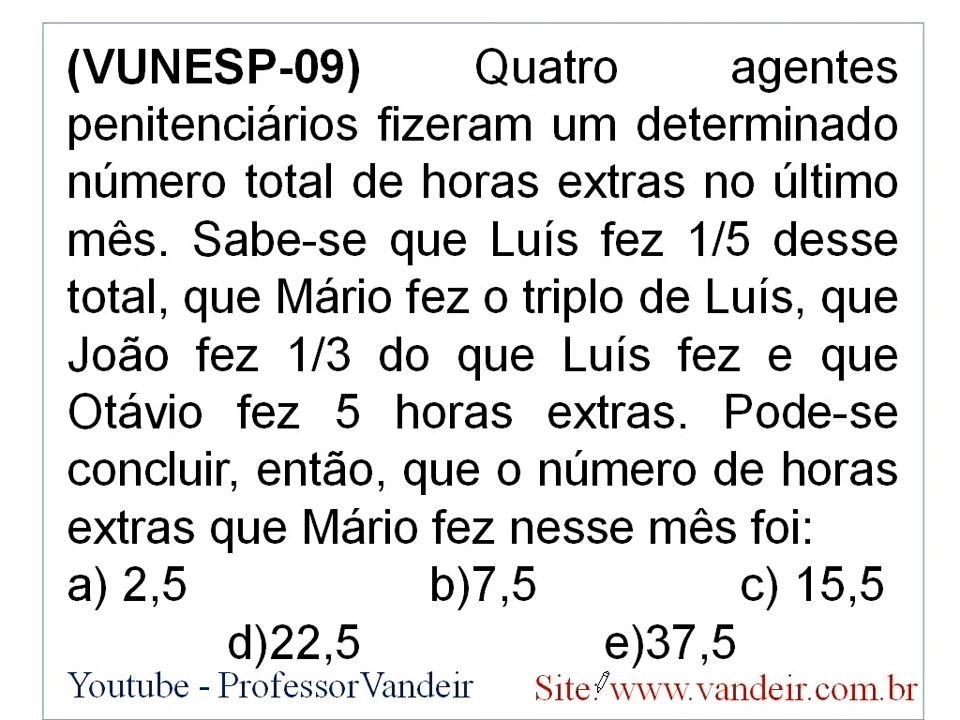 (VUNESP-09) Quatro agentes
penitenciários fizeram um determinado
número total de horas extras no último
mês. Sabe-se que Luís fez 1/5 desse
total, que Mário fez o triplo de Luís, que
João fez 1/3 do que Luís fez e que
Otávio fez 5 horas extras. Pode-se
concluir, então, que o número de horas
extras que Mário fez nesse mês foi:
a) 2,5 b)7,5 c) 15,5
d)22,5 e)37,5
Youtube - ProfessorVandeir Site: www.vandeir.com.br